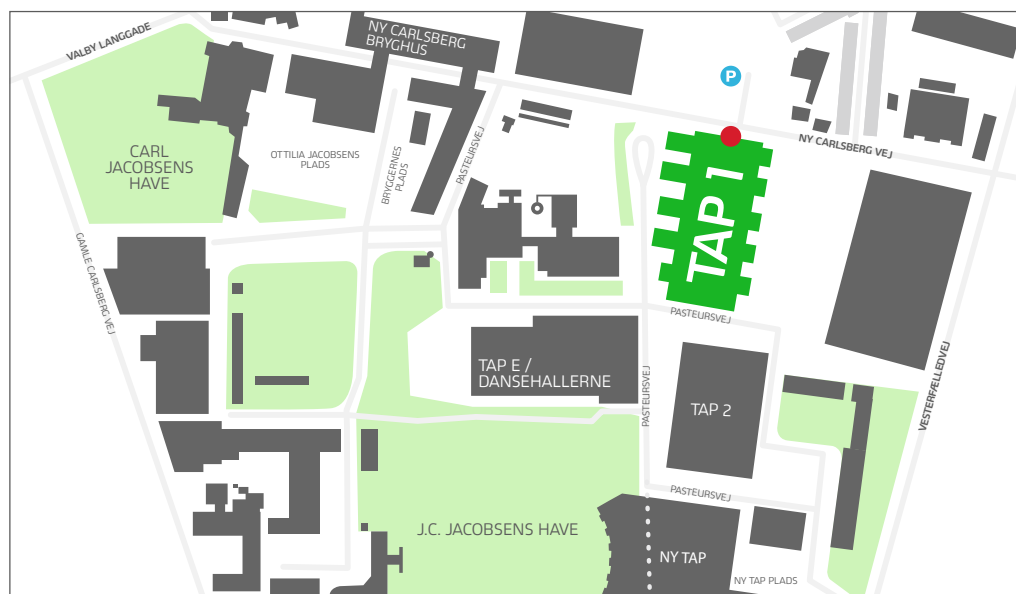 VALBY LANGGADE
NY CARLSBERG
BRYGHUS
P
NY CARLSBERG VEJ
CARL
JACOBSENS
HAVE
OTTILIA JACOBSENS
PLADS
BRYGGERNES
PLADS
PASTEURSVEJ
TAP 1
GAMLE CARLSBERG VEJ
PASTEURSVEJ
TAP E /
DANSEHALLERNE
PASTEURSVEJ
TAP 2
VESTERFÆLLEDVEJ
PASTEURSVEJ
J.C. JACOBSENS HAVE
NY TAP
NY TAP PLADS